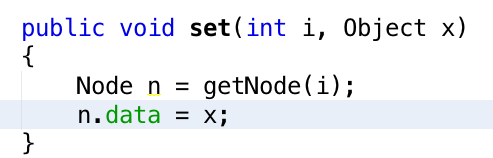 public void set(int i, Object x)
{
    Node n = getNode(i);
    n.data = x;
}